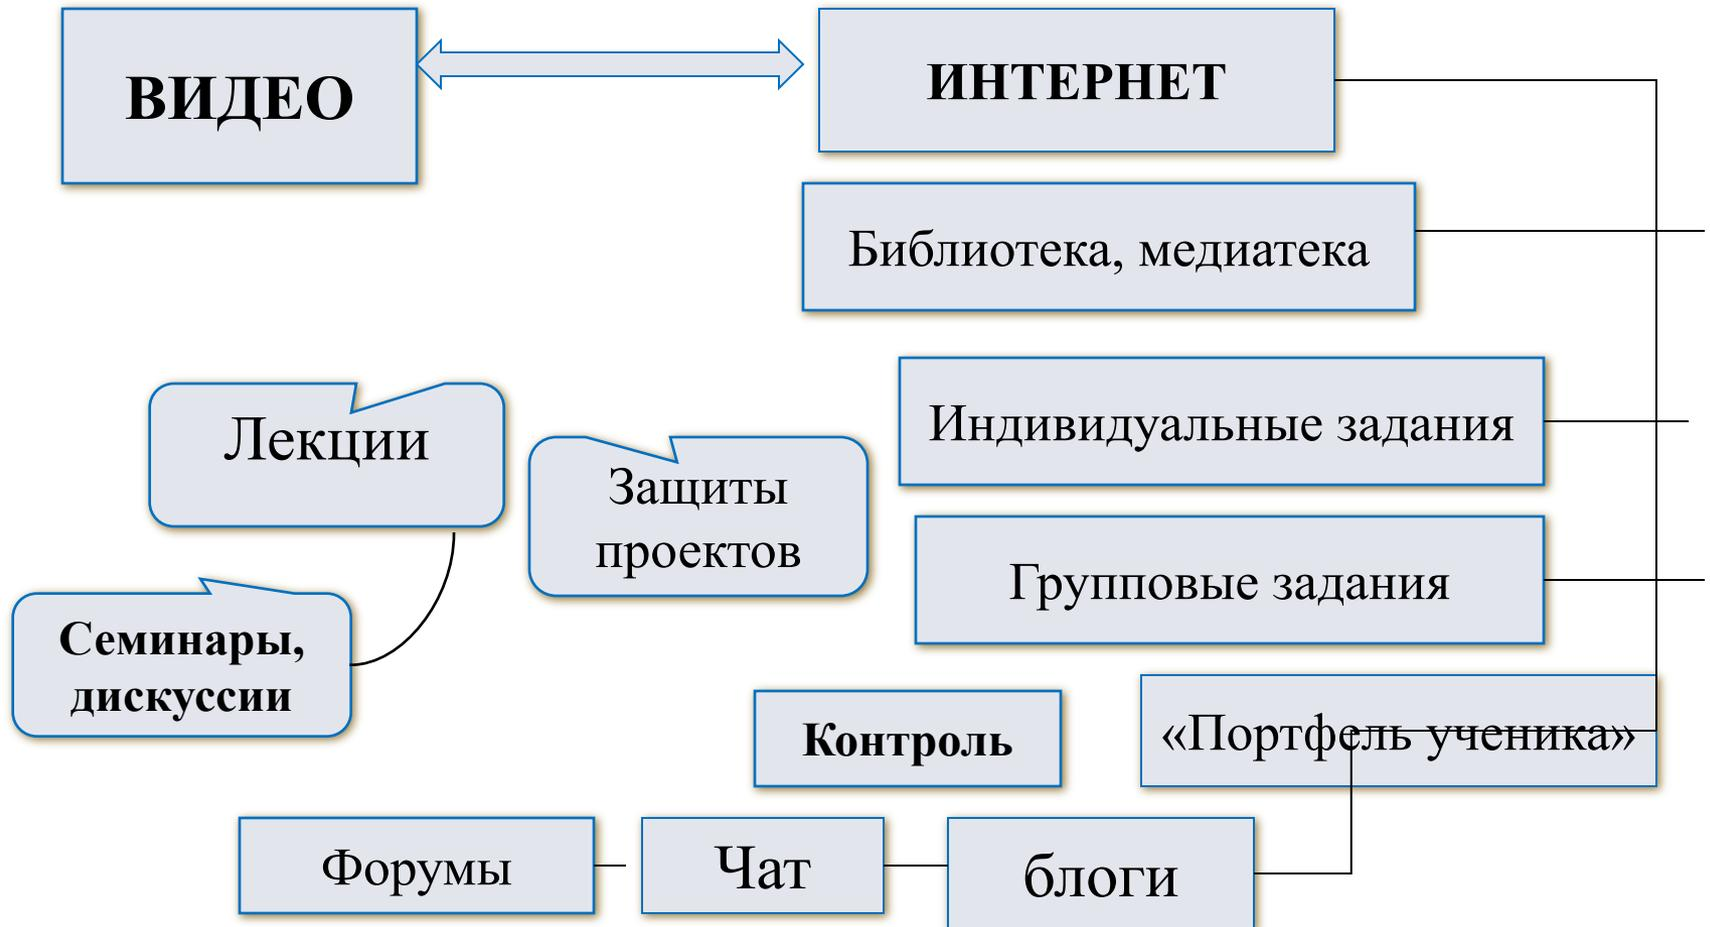 ВИДЕО
ИНТЕРНЕТ
Библиотека, медиатека
Лекции
Индивидуальные задания
Защиты
проектов
Групповые задания
Семинары,
дискуссии
Контроль
«Портфель ученика»
Форумы
Чат
блоги